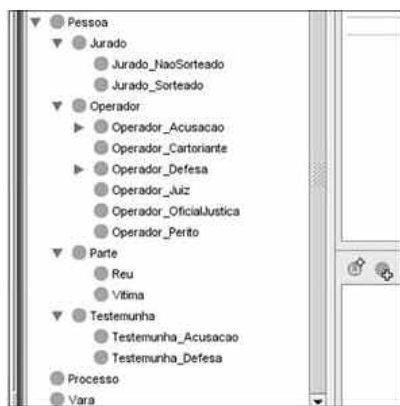 Pessoa
Jurado
Jurado_NaoSorteado
Jurado_Sorteado
Operador
Operador_Acusacao
Operador_Cartoriante
Operador_Defesa
Operador_Juiz
Operador_OficialJustica
Operador_Perito
Parte
Reu
Vitima
Testemunha
Testemunha_Acusacao
Testemunha_Defesa
Processo
Vara